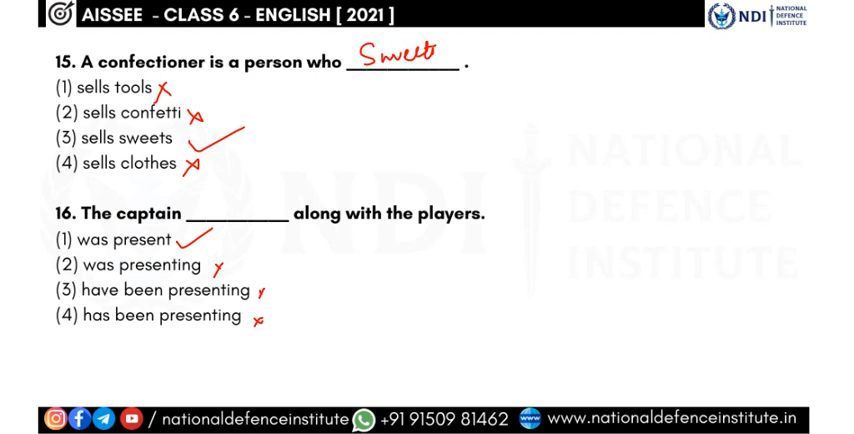 AISSEE - CLASS 6 - ENGLISH [ 2021 ]
NDI NATIONAL DEFENCE INSTITUTE
15. A confectioner is a person who Sweet .
(1) sells tools
(2) sells confetti
(3) sells sweets
(4) sells clothes
16. The captain __________ along with the players.
(1) was present
(2) was presenting
(3) have been presenting
(4) has been presenting
NDI NATIONAL DEFENCE INSTITUTE
/ nationaldefenceinstitute +91 91509 81462 www.nationaldefenceinstitute.in